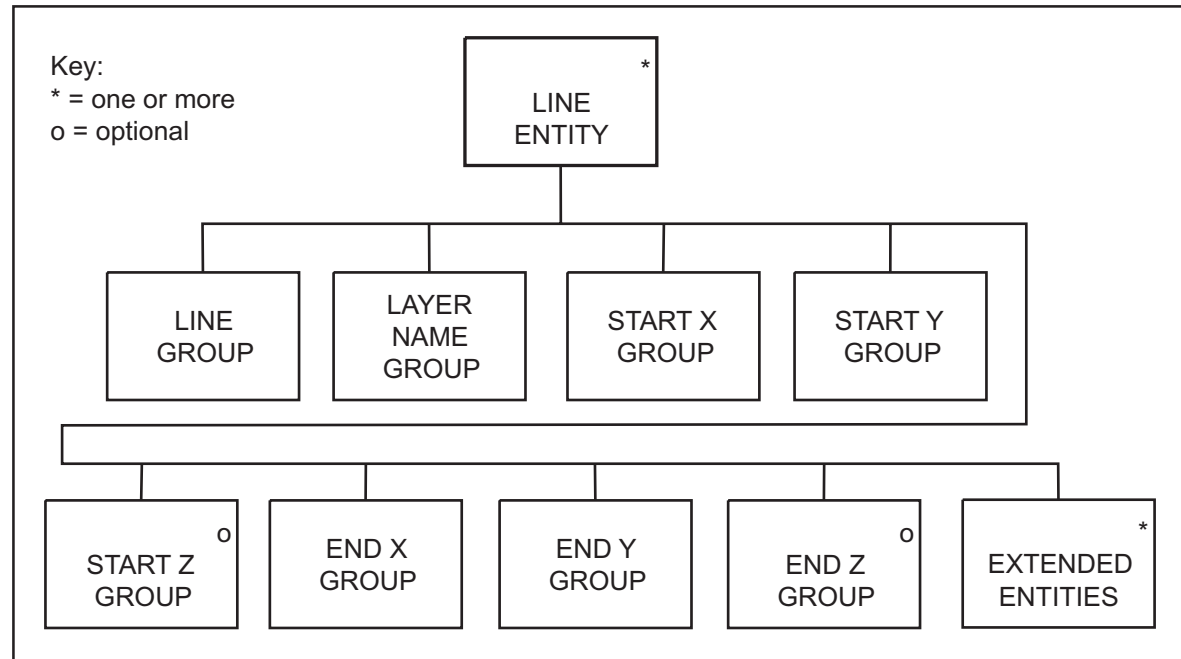 Key:
* = one or more
o = optional
*
LINE
ENTITY
LINE
GROUP
LAYER
NAME
GROUP
START X
GROUP
START Y
GROUP
o
START Z
GROUP
END X
GROUP
END Y
GROUP
o
END Z
GROUP
*
EXTENDED
ENTITIES